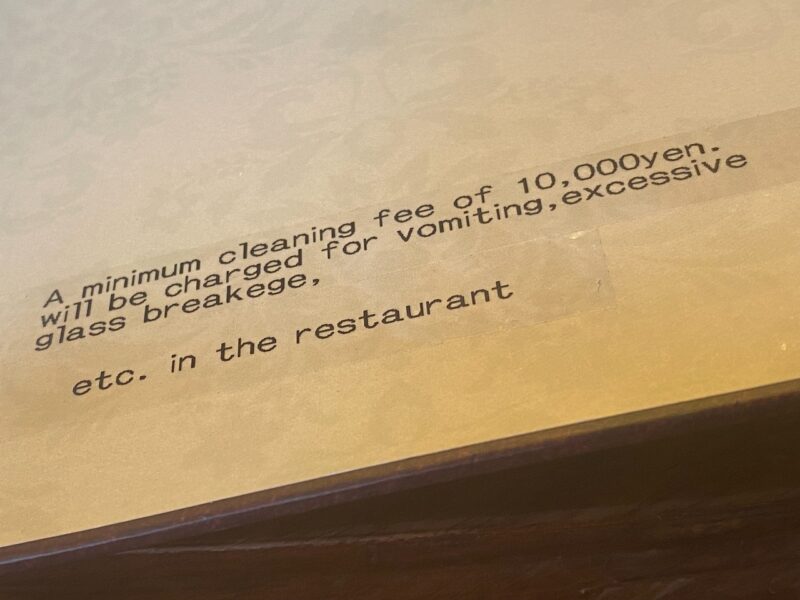 A minimum cleaning fee of 10,000yen.
will be charged for vomiting,excessive
glass breakege,
etc. in the restaurant